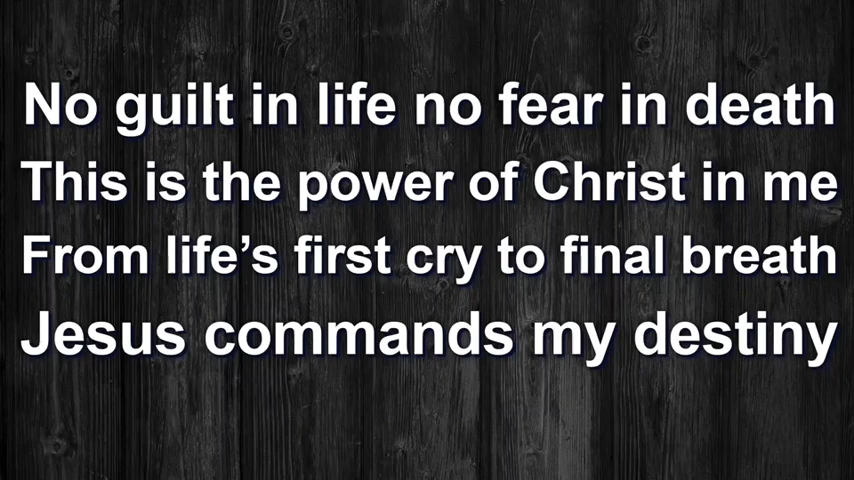 No guilt in life no fear in death
This is the power of Christ in me
From life’s first cry to final breath
Jesus commands my destiny